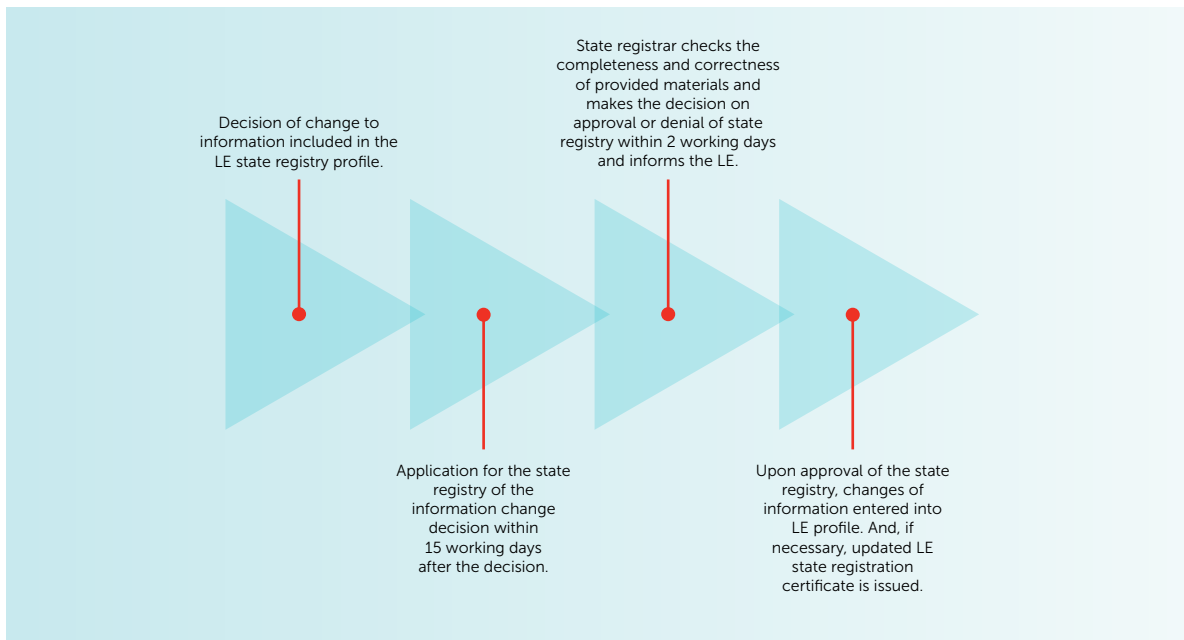 Decision of change to
information included in the
LE state registry profile.
Application for the state
registry of the
information change
decision within
15 working days
after the decision.
State registrar checks the
completeness and correctness
of provided materials and
makes the decision on
approval or denial of state
registry within 2 working days
and informs the LE.
Upon approval of the state
registry, changes of
information entered into
LE profile. And, if
necessary, updated LE
state registration
certificate is issued.